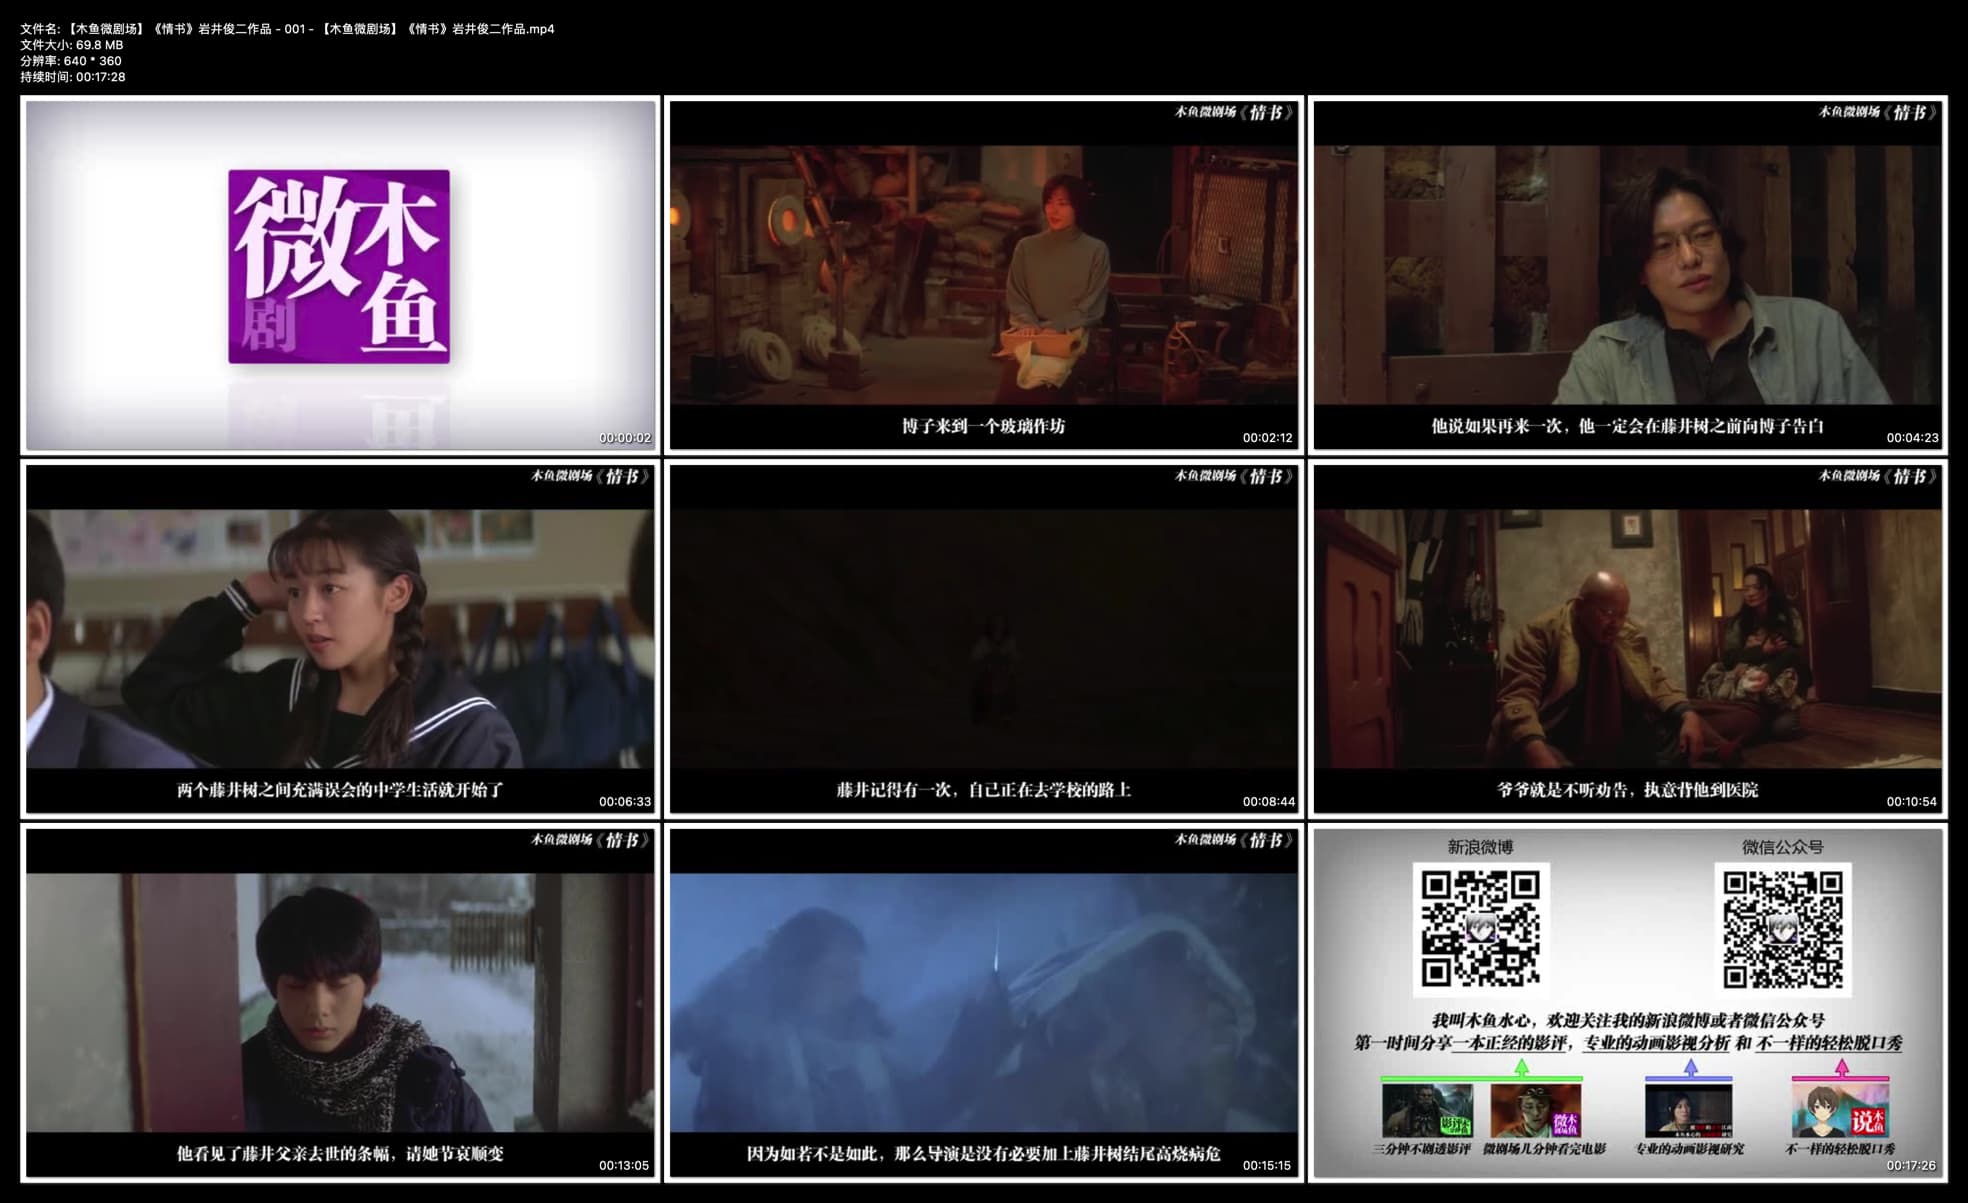 文件名: 【木鱼微剧场】《情书》岩井俊二作品 - 001 - 【木鱼微剧场】《情书》岩井俊二作品.mp4
文件大小: 69.8 MB
分辨率: 640 * 360
持续时间: 00:17:28
木鱼
微剧
00:00:02
木鱼微剧场《情书》
博子来到一个玻璃作坊
00:02:12
木鱼微剧场《情书》
他说如果再来一次，他一定会在藤井树之前向博子告白
00:04:23
木鱼微剧场《情书》
两个藤井树之间充满误会的中学生活就开始了
00:06:33
木鱼微剧场《情书》
藤井记得有一次，自己正在去学校的路上
00:08:44
木鱼微剧场《情书》
爷爷就是不听劝告，执意背他到医院
00:10:54
木鱼微剧场《情书》
他看见了藤井父亲去世的条幅，请她节哀顺变
00:13:05
木鱼微剧场《情书》
因为如若不是如此，那么导演是没有必要加上藤井树结尾高烧病危
00:15:15
新浪微博
微信公众号
我叫木鱼水心，欢迎关注我的新浪微博或者微信公众号
第一时间分享一本正经的影评，专业的动画影视分析 和 不一样的轻松脱口秀
三分钟不剧透影评
微剧场几分钟看完电影
专业的动画影视研究
不一样的轻松脱口秀
00:17:26